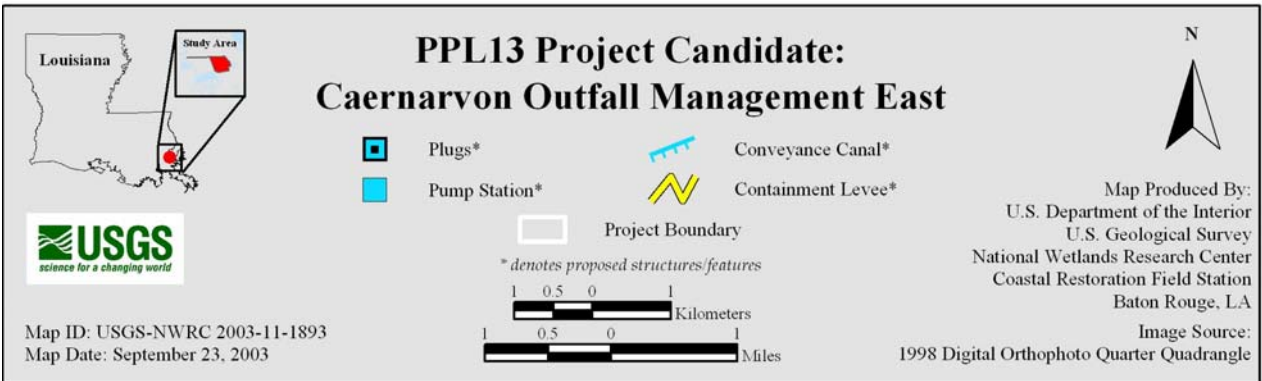 Louisiana
Study Area
PPL13 Project Candidate:
Caernarvon Outfall Management East
N
Plugs*
Conveyance Canal*
Pump Station*
Containment Levee*
Project Boundary
* denotes proposed structures/features
1 0.5 0 1
Kilometers
1 0.5 0 1
Miles
USGS
science for a changing world
Map ID: USGS-NWRC 2003-11-1893
Map Date: September 23, 2003
Map Produced By:
U.S. Department of the Interior
U.S. Geological Survey
National Wetlands Research Center
Coastal Restoration Field Station
Baton Rouge, LA
Image Source:
1998 Digital Orthophoto Quarter Quadrangle